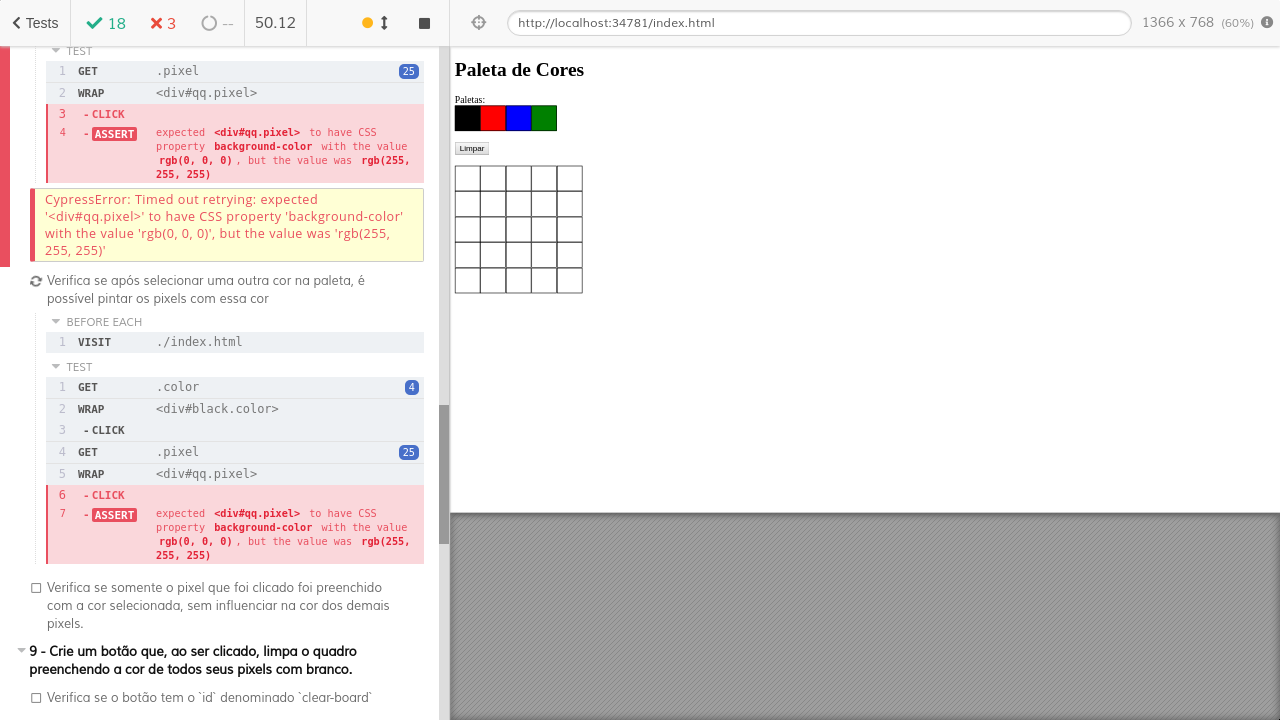 Tests 18 3 -- 50.12
http://localhost:34781/index.html 1366 x 768 (60%)
TEST
1 GET .pixel 25
2 WRAP <div#qq.pixel>
3 - CLICK
4 - ASSERT expected <div#qq.pixel> to have CSS
property background-color with the value
rgb(0, 0, 0), but the value was rgb(255,
255, 255)
CypressError: Timed out retrying: expected
'<div#qq.pixel>' to have CSS property 'background-color'
with the value 'rgb(0, 0, 0)', but the value was 'rgb(255,
255, 255)'
Verifica se após selecionar uma outra cor na paleta, é
possível pintar os pixels com essa cor
BEFORE EACH
1 VISIT ./index.html
TEST
1 GET .color 4
2 WRAP <div#black.color>
3 - CLICK
4 GET .pixel 25
5 WRAP <div#qq.pixel>
6 - CLICK
7 - ASSERT expected <div#qq.pixel> to have CSS
property background-color with the value
rgb(0, 0, 0), but the value was rgb(255,
255, 255)
Verifica se somente o pixel que foi clicado foi preenchido
com a cor selecionada, sem influenciar na cor dos demais
pixels.
9 - Crie um botão que, ao ser clicado, limpa o quadro
preenchendo a cor de todos seus pixels com branco.
Verifica se o botão tem o `id` denominado `clear-board`
Paleta de Cores
Paletas:
Limpar